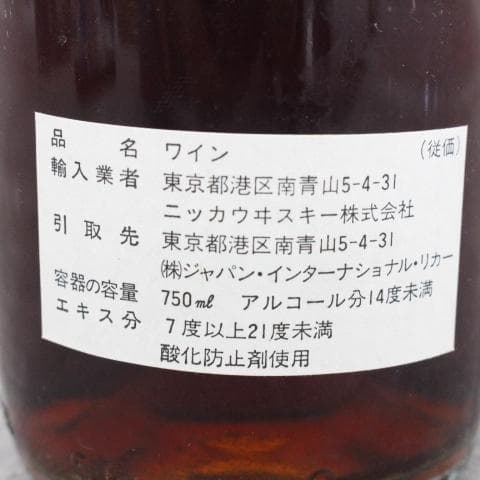 品名 ワイン (従価)
輸入業者 東京都港区南青山5-4-31
ニッカウヰスキー株式会社
引取先 東京都港区南青山5-4-31
㈱ジャパン・インターナショナル・リカー
容器の容量 750㎖ アルコール分14度未満
エキス分 7度以上21度未満
酸化防止剤使用